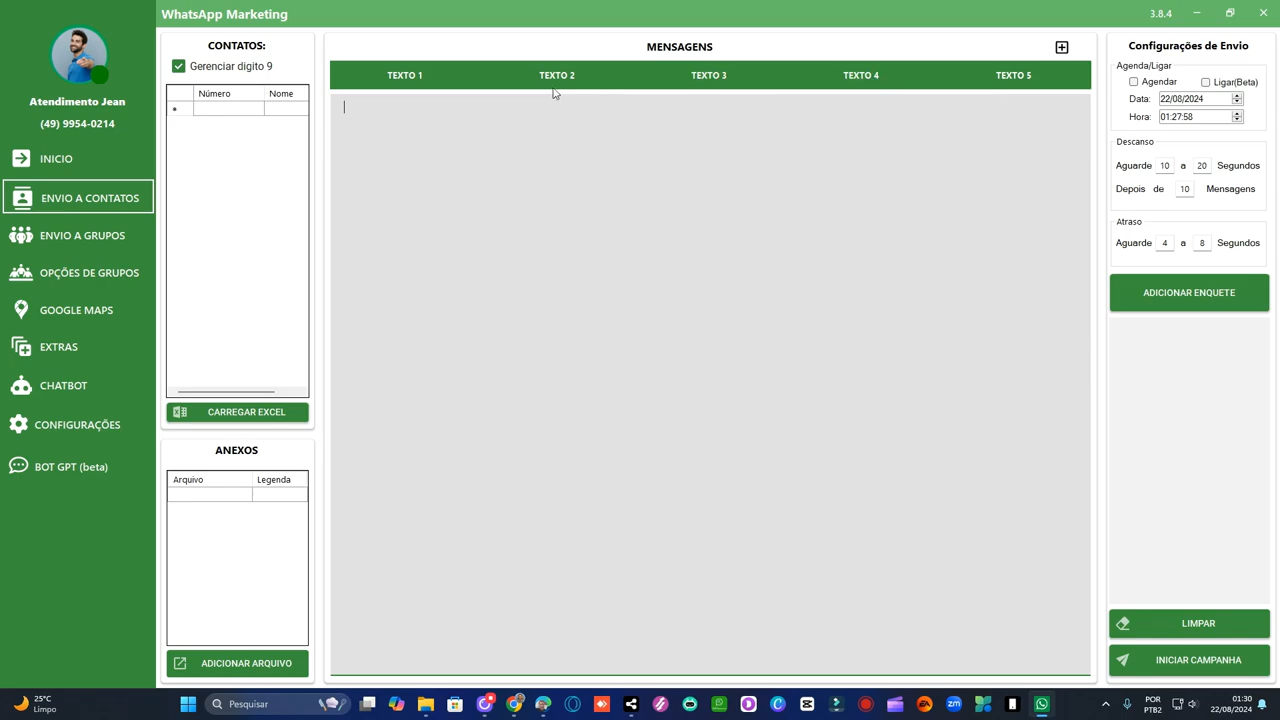 WhatsApp Marketing
3.8.4
Atendimento Jean
(49) 9954-0214
INICIO
ENVIO A CONTATOS
ENVIO A GRUPOS
OPÇÕES DE GRUPOS
GOOGLE MAPS
EXTRAS
CHATBOT
CONFIGURAÇÕES
BOT GPT (beta)
CONTATOS:
Gerenciar digito 9
Número Nome
CARREGAR EXCEL
ANEXOS
Arquivo Legenda
ADICIONAR ARQUIVO
MENSAGENS
TEXTO 1 TEXTO 2 TEXTO 3 TEXTO 4 TEXTO 5
Configurações de Envio
Agenda/Ligar
Agendar Ligar(Beta)
Data: 22/08/2024
Hora: 01:27:58
Descanso
Aguarde 10 a 20 Segundos
Depois de 10 Mensagens
Atraso
Aguarde 4 a 8 Segundos
ADICIONAR ENQUETE
LIMPAR
INICIAR CAMPANHA
25°C
Limpo
Pesquisar
POR
PTB2
01:30
22/08/2024